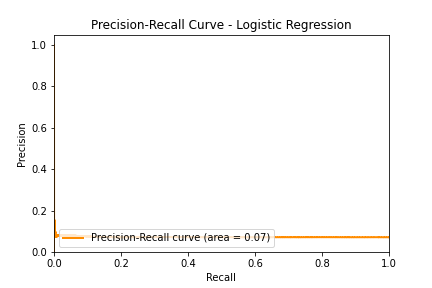 Precision-Recall Curve - Logistic Regression
1.0
0.8
0.6
0.4
0.2
0.0
Precision
Precision-Recall curve (area = 0.07)
0.0 0.2 0.4 0.6 0.8 1.0
Recall